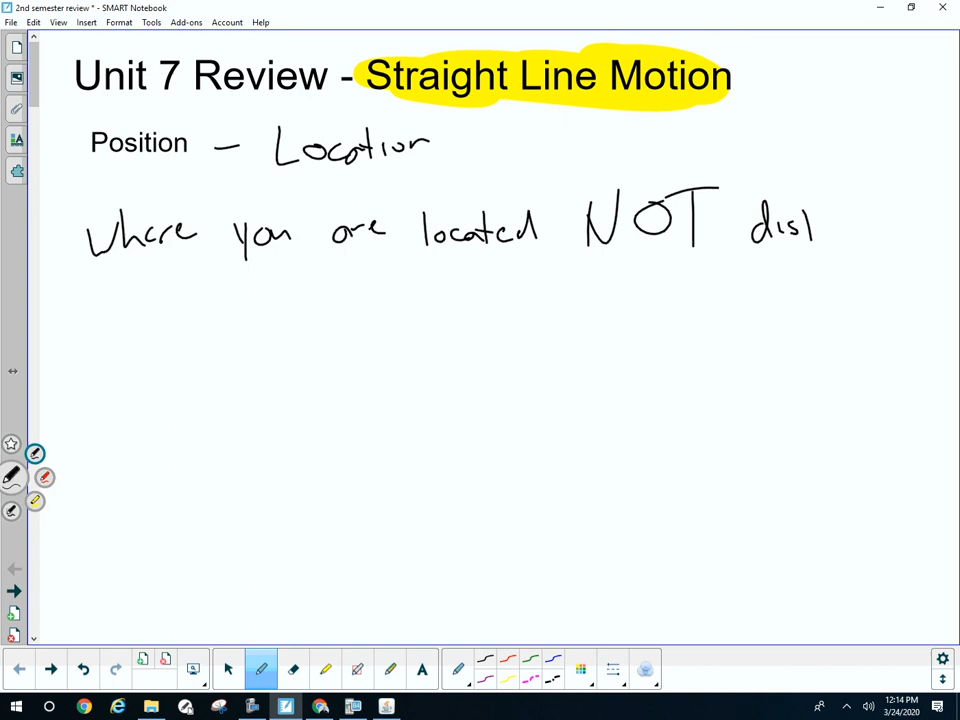 2nd semester review * - SMART Notebook
File Edit View Insert Format Tools Add-ons Account Help
Unit 7 Review - Straight Line Motion
Position - Location
Where you are located NOT
A
12:14 PM
3/24/2020